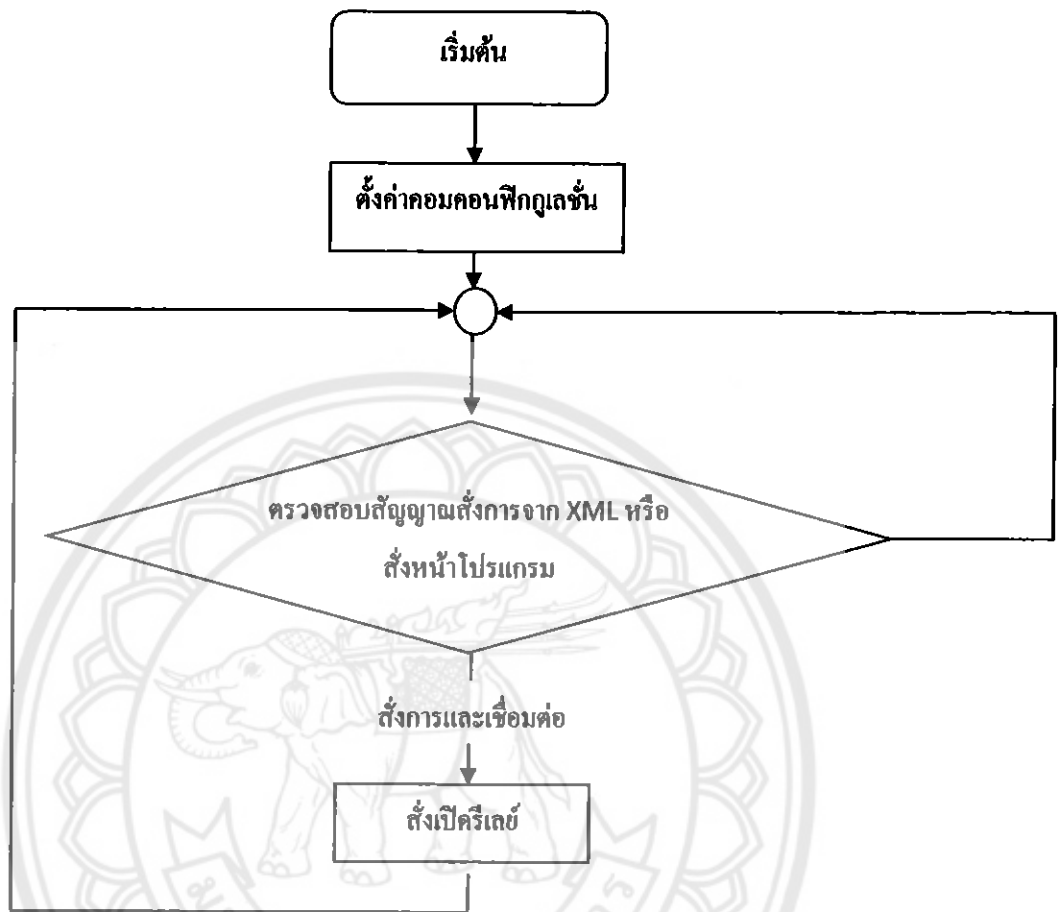 เริ่มต้น
ตั้งค่าคอมคอนฟิกกูเลชั่น
ตรวจสอบสัญญาณสั่งการจาก XML หรือ
สั่งหน้าโปรแกรม
สั่งการและเชื่อมต่อ
สั่งเปิดรีเลย์